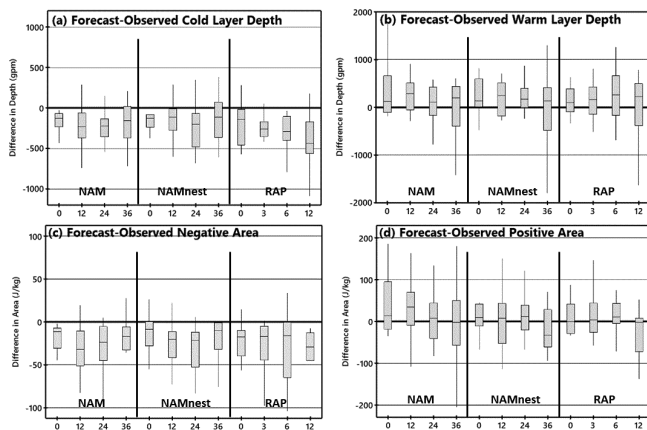 (a) Forecast-Observed Cold Layer Depth
Difference in Depth (gpm)
1000
500
0
-500
-1000
NAM
NAMnest
RAP
0 12 24 36 0 12 24 36 0 3 6 12
(b) Forecast-Observed Warm Layer Depth
Difference in Depth (gpm)
2000
1000
0
-1000
-2000
NAM
NAMnest
RAP
0 12 24 36 0 12 24 36 0 3 6 12
(c) Forecast-Observed Negative Area
Difference in Area (J/kg)
100
50
0
-50
-100
NAM
NAMnest
RAP
0 12 24 36 0 12 24 36 0 3 6 12
(d) Forecast-Observed Positive Area
Difference in Area (J/kg)
200
100
0
-100
-200
NAM
NAMnest
RAP
0 12 24 36 0 12 24 36 0 3 6 12